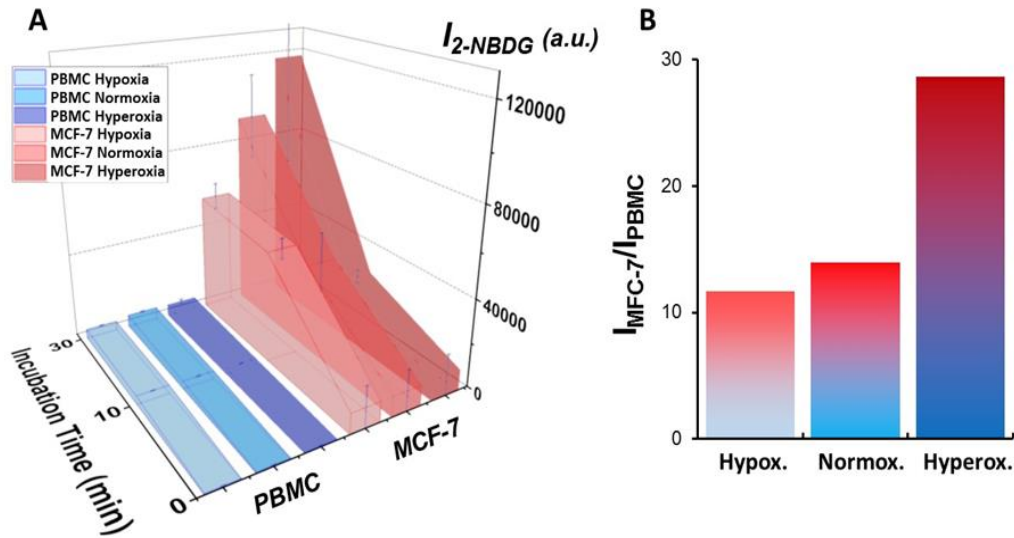 A
I2-NBDG (a.u.)
PBMC Hypoxia
PBMC Normoxia
PBMC Hyperoxia
MCF-7 Hypoxia
MCF-7 Normoxia
MCF-7 Hyperoxia
120000
80000
40000
0
30
10
0
Incubation Time (min)
PBMC
MCF-7
B
IMFC-7/IPBMC
30
20
10
0
Hypox.
Normox.
Hyperox.